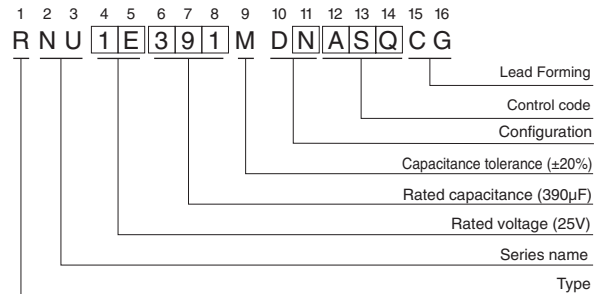 1 2 3 4 5 6 7 8 9 10 11 12 13 14 15 16
R N U 1 E 3 9 1 M D N A S Q C G
Lead Forming
Control code
Configuration
Capacitance tolerance (±20%)
Rated capacitance (390µF)
Rated voltage (25V)
Series name
Type